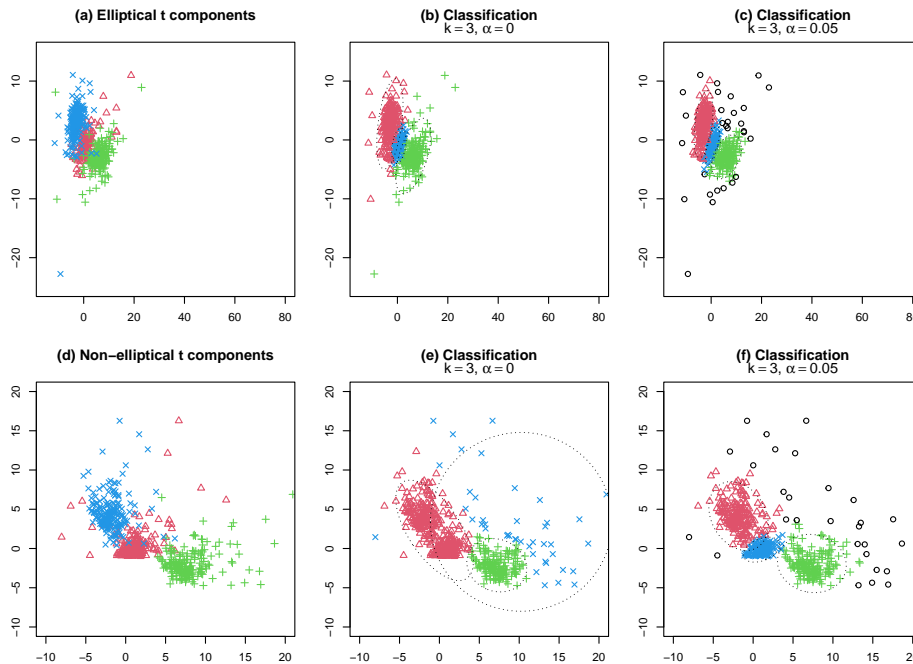 (a) Elliptical t components
(b) Classification
k = 3, α = 0
(c) Classification
k = 3, α = 0.05
10
0
−10
−20
0 20 40 60 80
10
0
−10
−20
0 20 40 60 80
10
0
−10
−20
0 20 40 60 80
(d) Non−elliptical t components
(e) Classification
k = 3, α = 0
(f) Classification
k = 3, α = 0.05
20
15
10
5
0
−5
−10
−10 −5 0 5 10 15 20
20
15
10
5
0
−5
−10
−10 −5 0 5 10 15 20
20
15
10
5
0
−5
−10
−10 −5 0 5 10 15 20